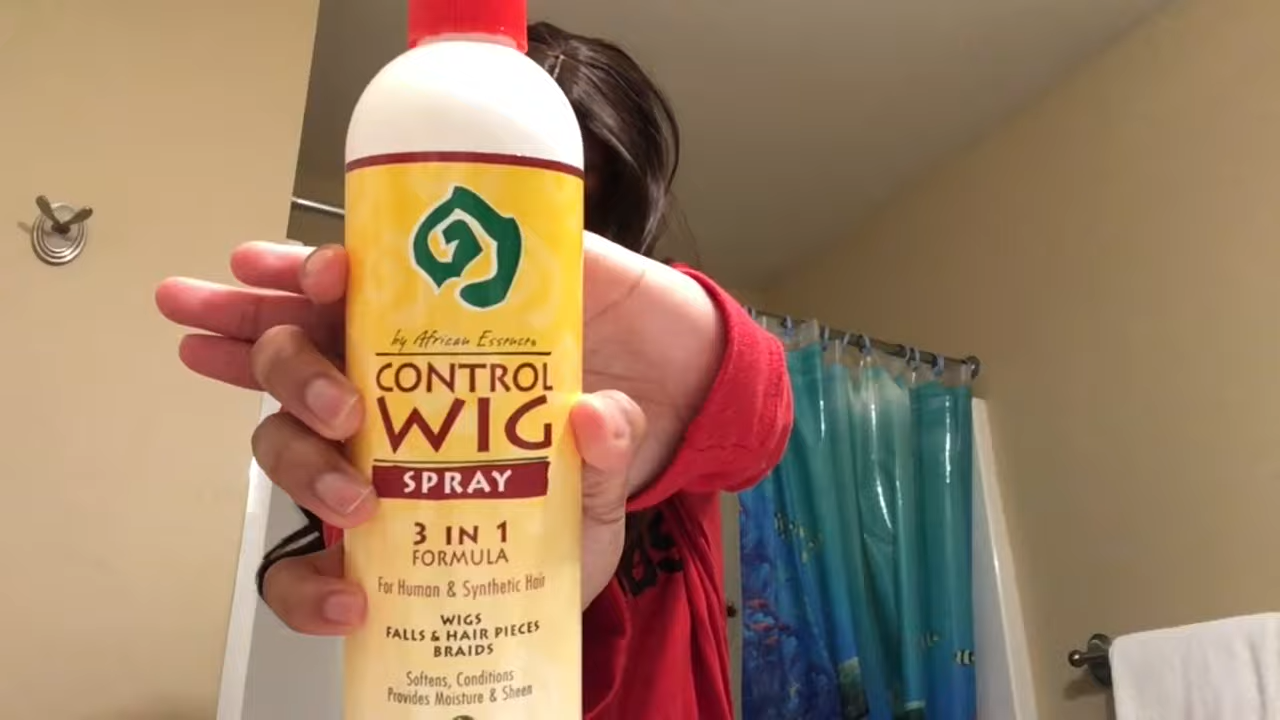 by African Essence
CONTROL
WIG
SPRAY
3 IN 1
FORMULA
For Human & Synthetic Hair
WIGS
FALLS & HAIR PIECES
BRAIDS
Softens, Conditions
Provides Moisture & Sheen